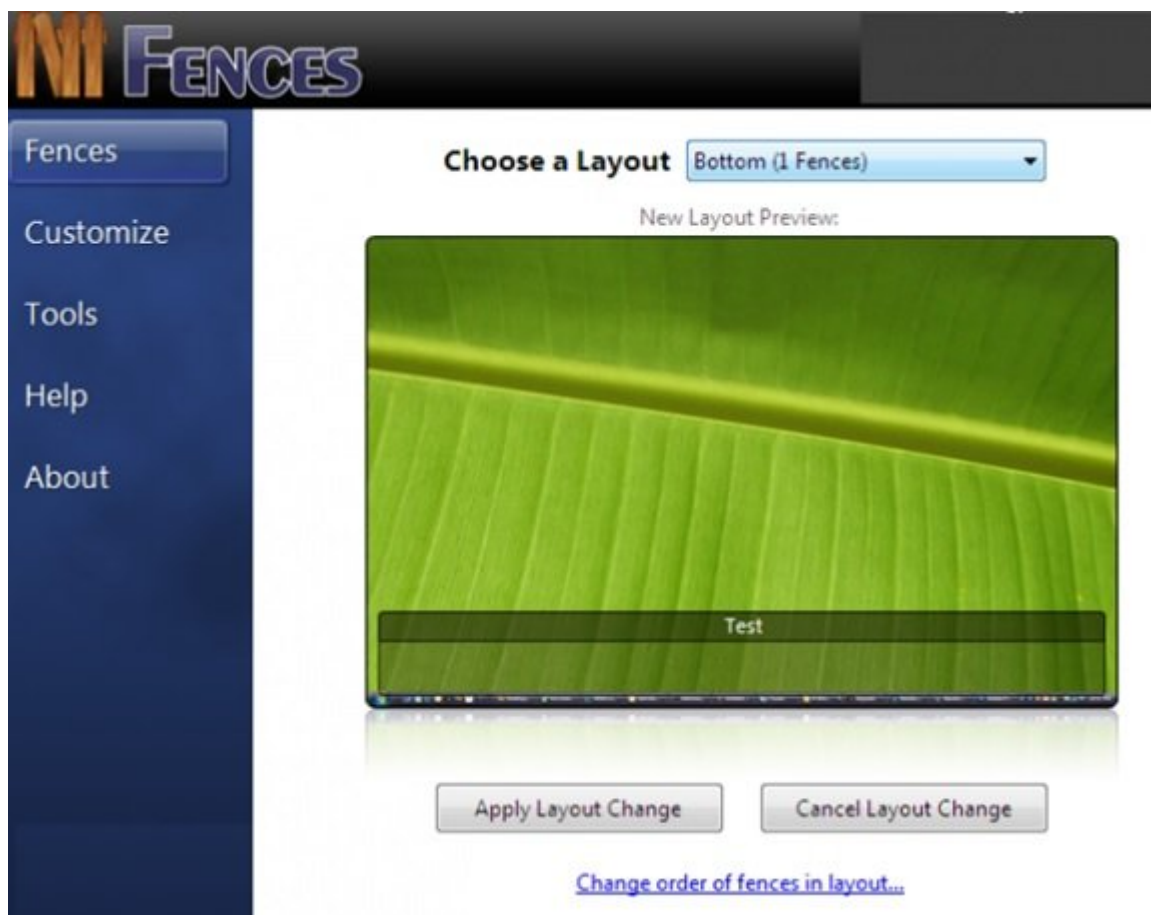 FENCES
Fences
Customize
Tools
Help
About
Choose a Layout Bottom (1 Fences)
New Layout Preview:
Test
Apply Layout Change Cancel Layout Change
Change order of fences in layout...